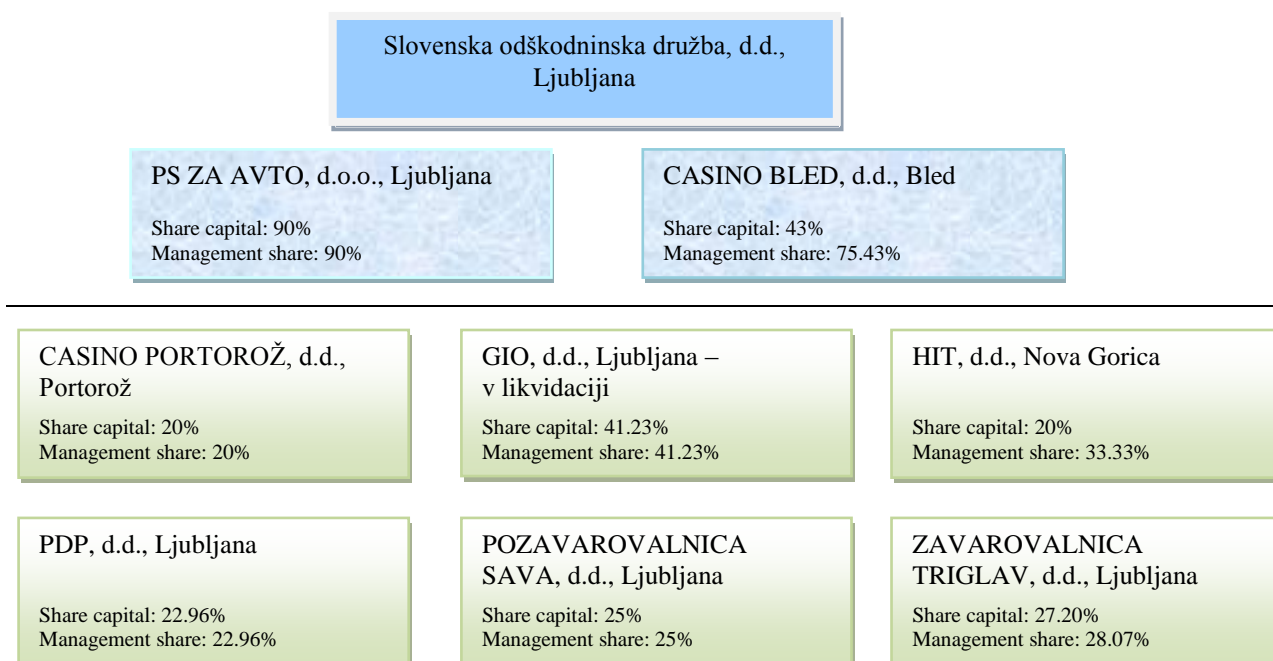 Slovenska odškodninska družba, d.d.,
Ljubljana
PS ZA AVTO, d.o.o., Ljubljana
Share capital: 90%
Management share: 90%
CASINO BLED, d.d., Bled
Share capital: 43%
Management share: 75.43%
CASINO PORTOROŽ, d.d.,
Portorož
Share capital: 20%
Management share: 20%
GIO, d.d., Ljubljana –
v likvidaciji
Share capital: 41.23%
Management share: 41.23%
HIT, d.d., Nova Gorica
Share capital: 20%
Management share: 33.33%
PDP, d.d., Ljubljana
Share capital: 22.96%
Management share: 22.96%
POZAVAROVALNICA
SAVA, d.d., Ljubljana
Share capital: 25%
Management share: 25%
ZAVAROVALNICA
TRIGLAV, d.d., Ljubljana
Share capital: 27.20%
Management share: 28.07%